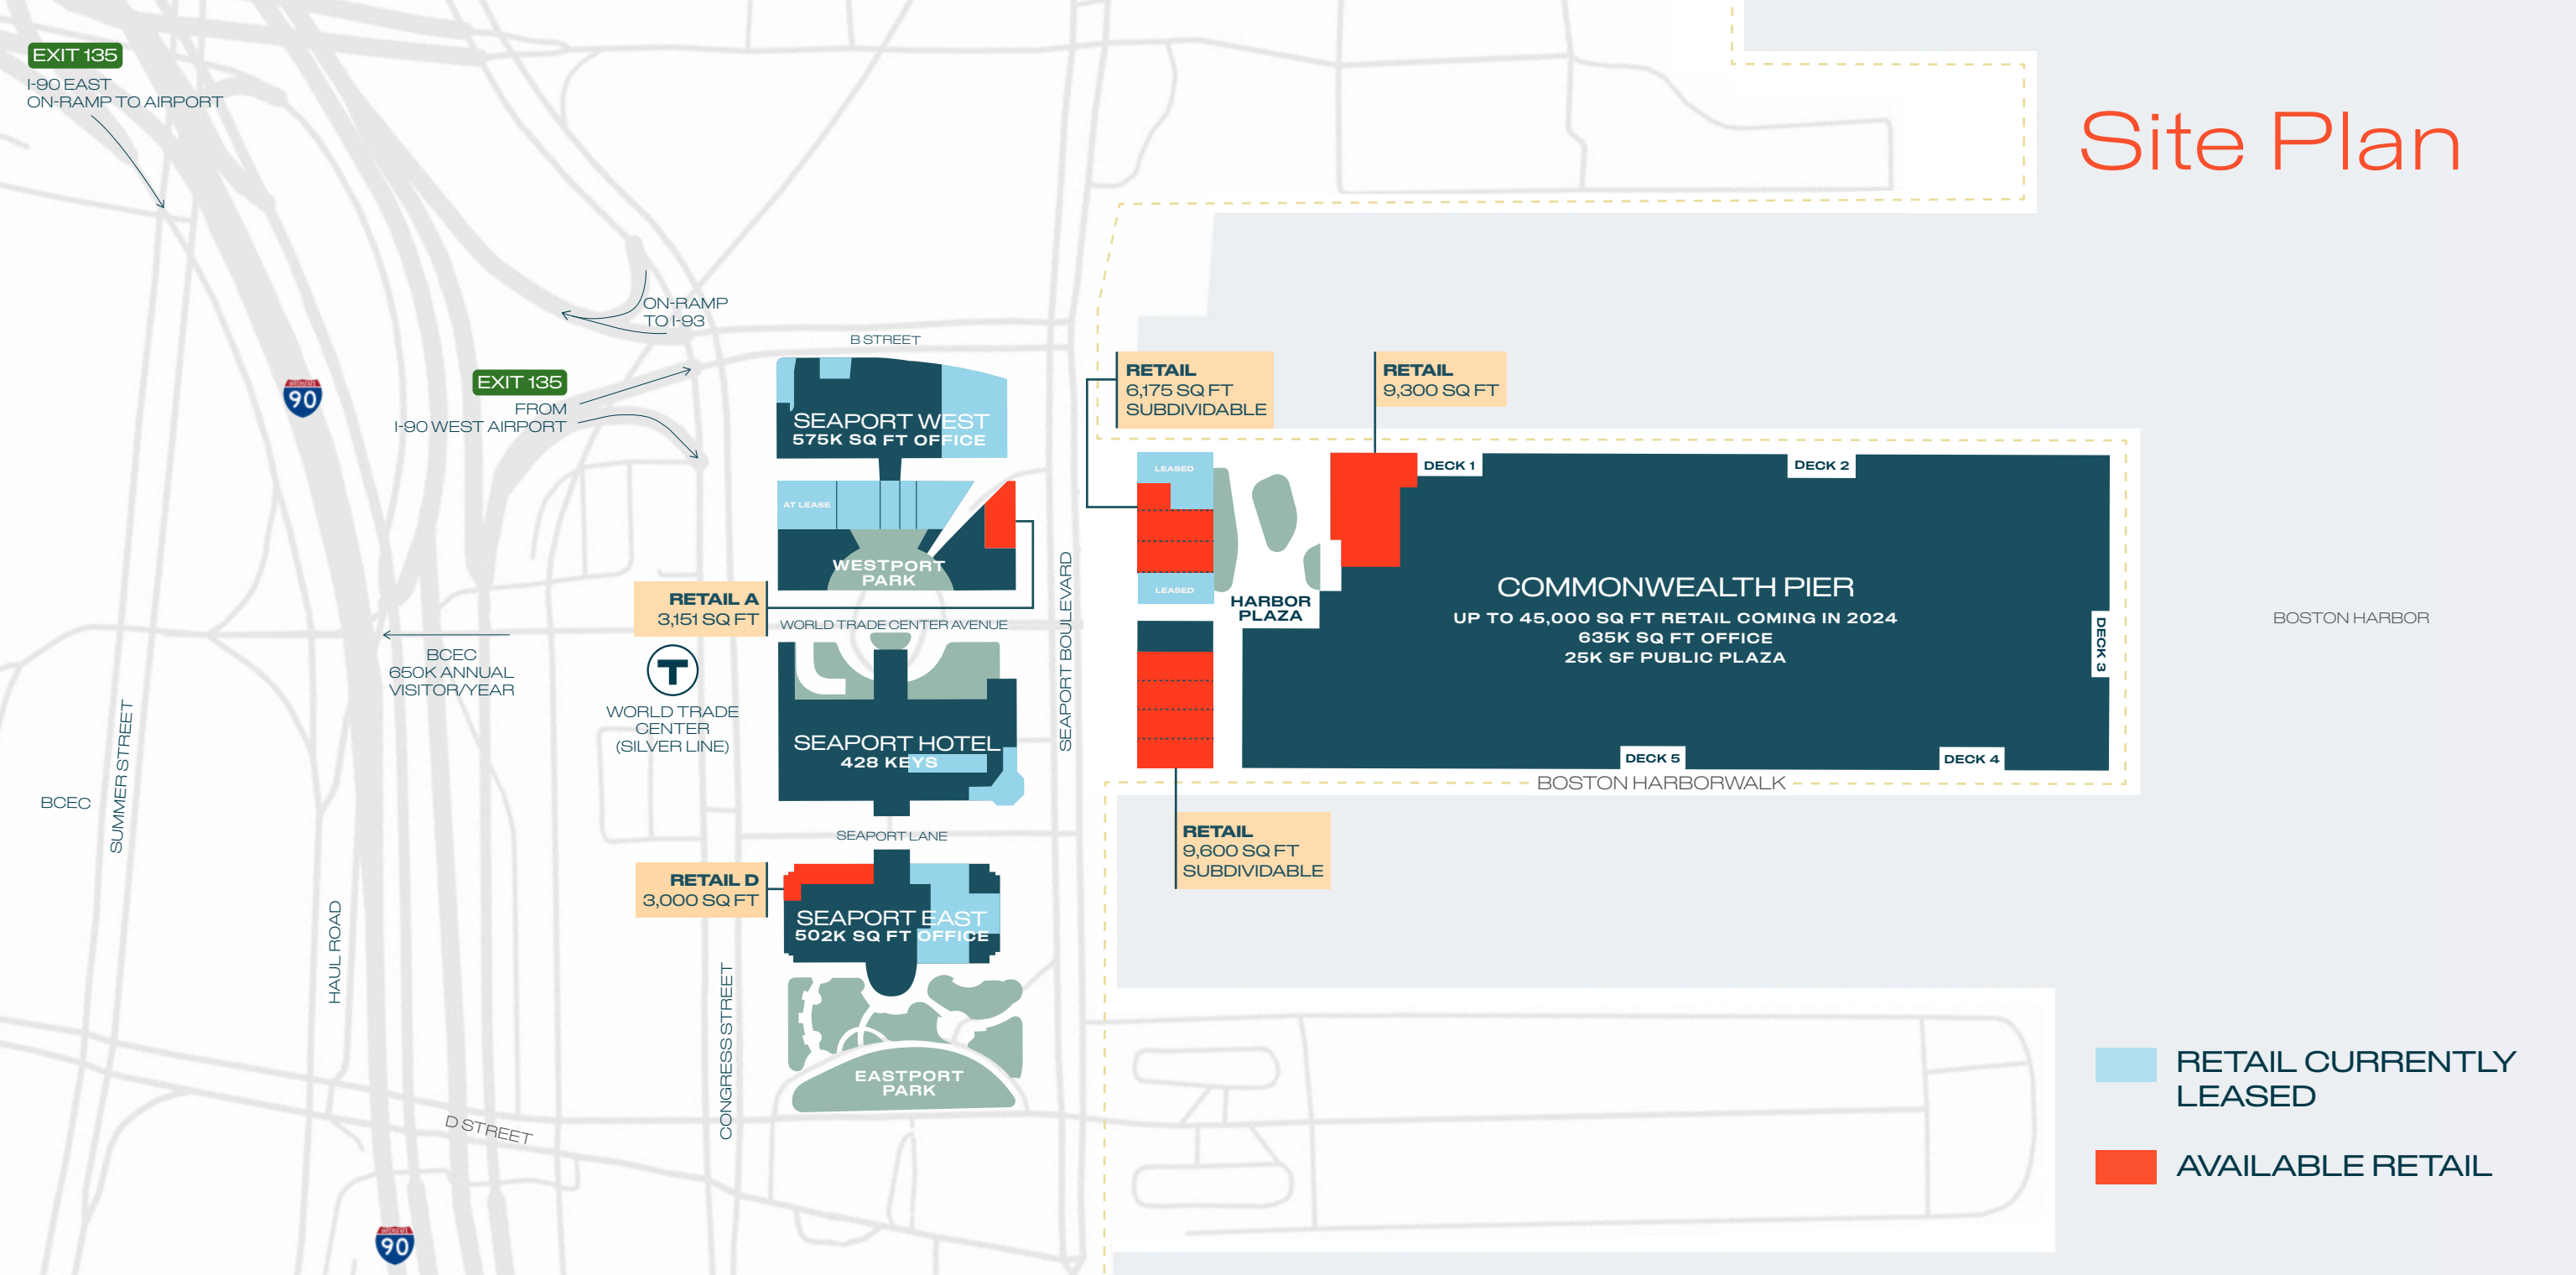 EXIT 135
I-90 EAST
ON-RAMP TO AIRPORT
Site Plan
ON-RAMP
TO I-93
B STREET
INTERSTATE
90
EXIT 135
FROM
I-90 WEST AIRPORT
SEAPORT WEST
575K SQ FT OFFICE
RETAIL
6,175 SQ FT
SUBDIVIDABLE
RETAIL
9,300 SQ FT
LEASED
DECK 1
DECK 2
AT LEASE
WESTPORT
PARK
LEASED
HARBOR
PLAZA
COMMONWEALTH PIER
UP TO 45,000 SQ FT RETAIL COMING IN 2024
635K SQ FT OFFICE
25K SF PUBLIC PLAZA
DECK 3
BOSTON HARBOR
RETAIL A
3,151 SQ FT
WORLD TRADE CENTER AVENUE
SEAPORT BOULEVARD
BCEC
650K ANNUAL
VISITOR/YEAR
T
WORLD TRADE
CENTER
(SILVER LINE)
SEAPORT HOTEL
428 KEYS
DECK 5
DECK 4
BOSTON HARBORWALK
BCEC
SUMMER STREET
SEAPORT LANE
RETAIL
9,600 SQ FT
SUBDIVIDABLE
RETAIL D
3,000 SQ FT
SEAPORT EAST
502K SQ FT OFFICE
HAUL ROAD
CONGRESS STREET
EASTPORT
PARK
D STREET
RETAIL CURRENTLY
LEASED
AVAILABLE RETAIL
INTERSTATE
90